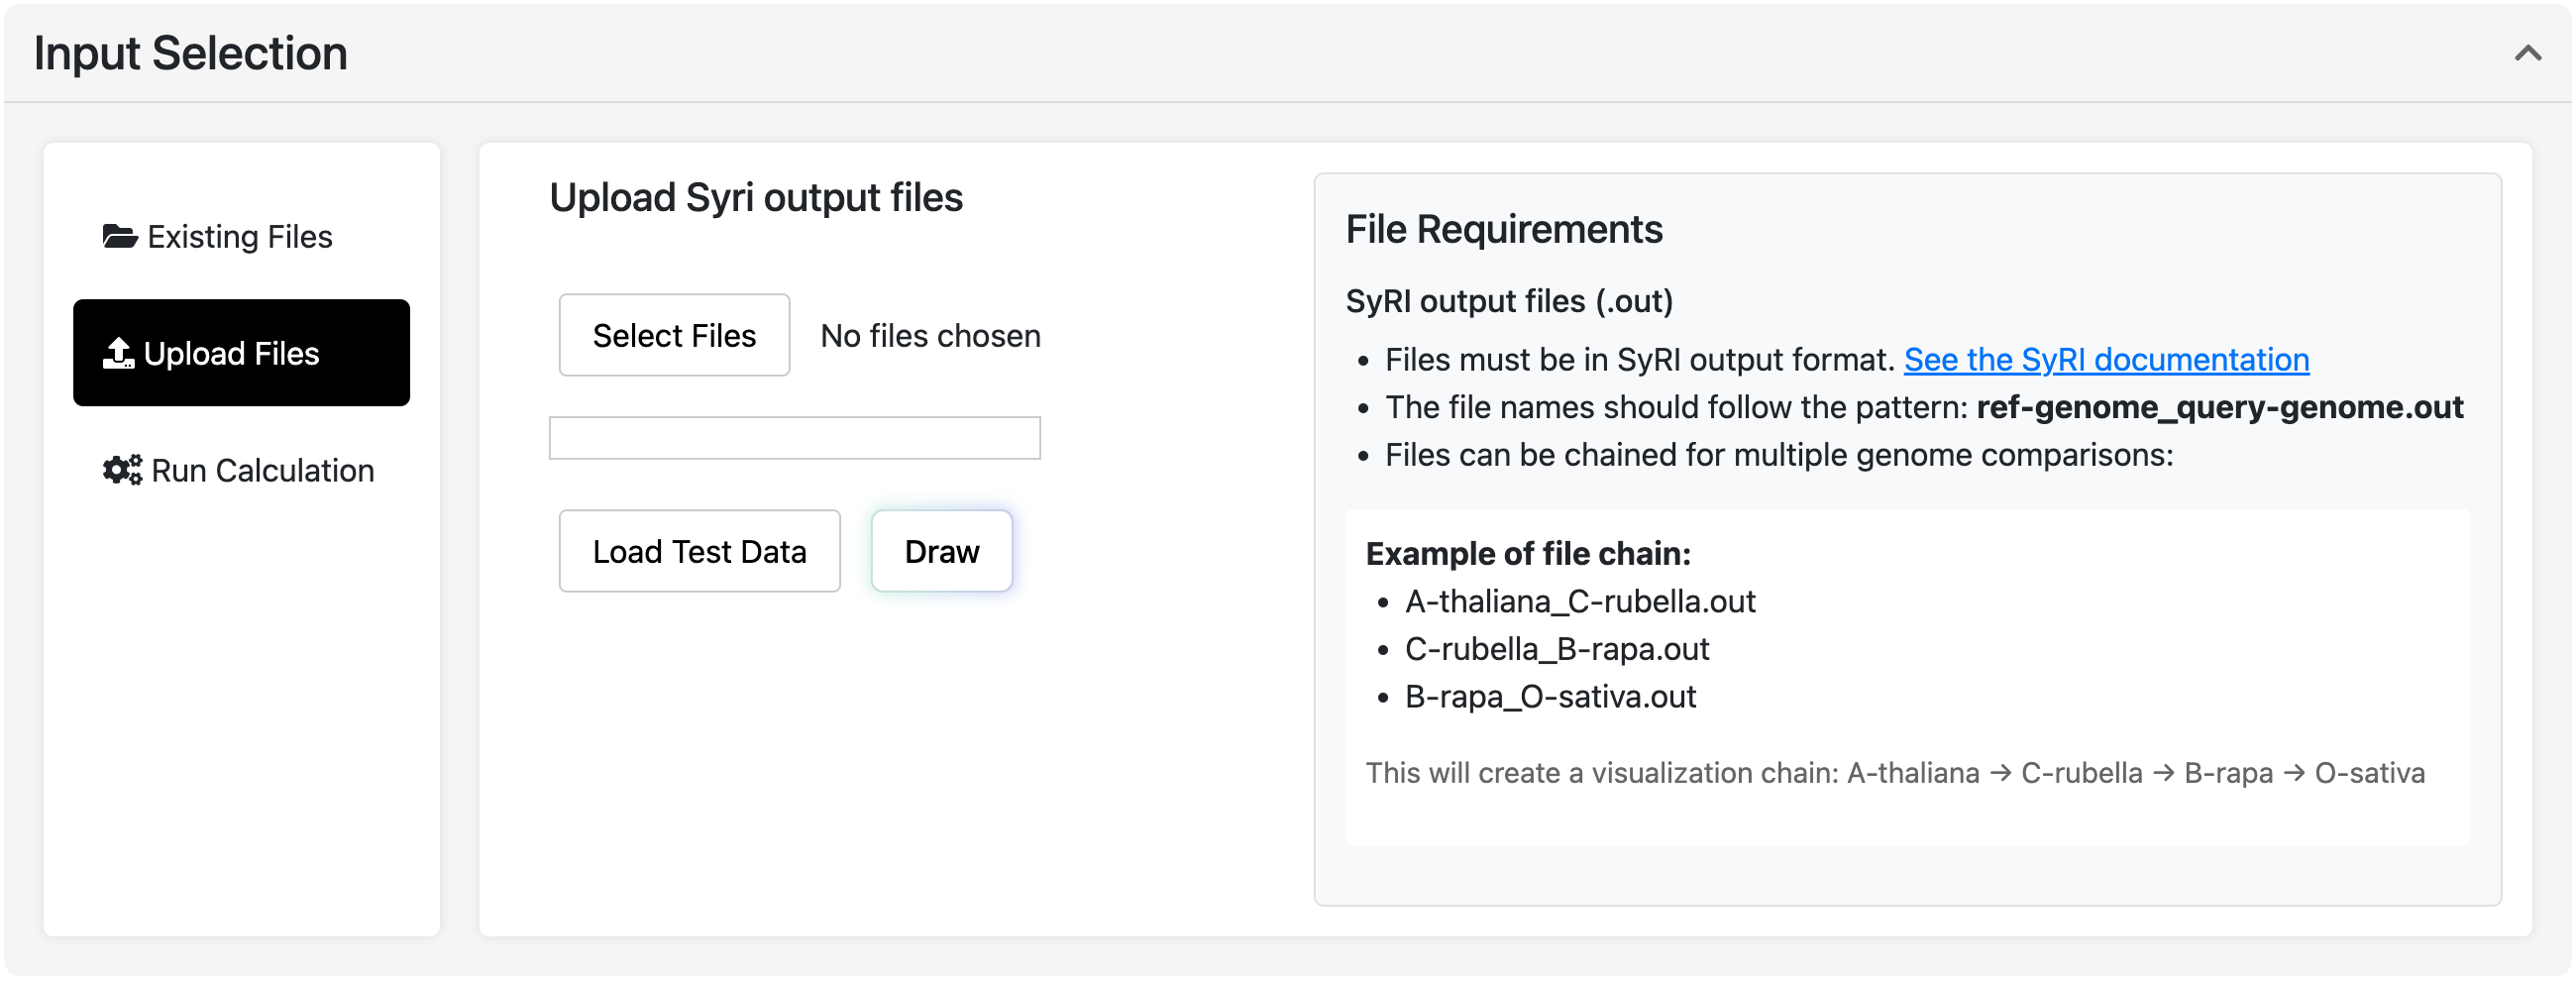 Input Selection
Existing Files
Upload Files
Run Calculation
Upload Syri output files
Select Files
No files chosen
Load Test Data
Draw
File Requirements
SyRI output files (.out)
Files must be in SyRI output format. See the SyRI documentation
The file names should follow the pattern: ref-genome_query-genome.out
Files can be chained for multiple genome comparisons:
Example of file chain:
A-thaliana_C-rubella.out
C-rubella_B-rapa.out
B-rapa_O-sativa.out
This will create a visualization chain: A-thaliana → C-rubella → B-rapa → O-sativa